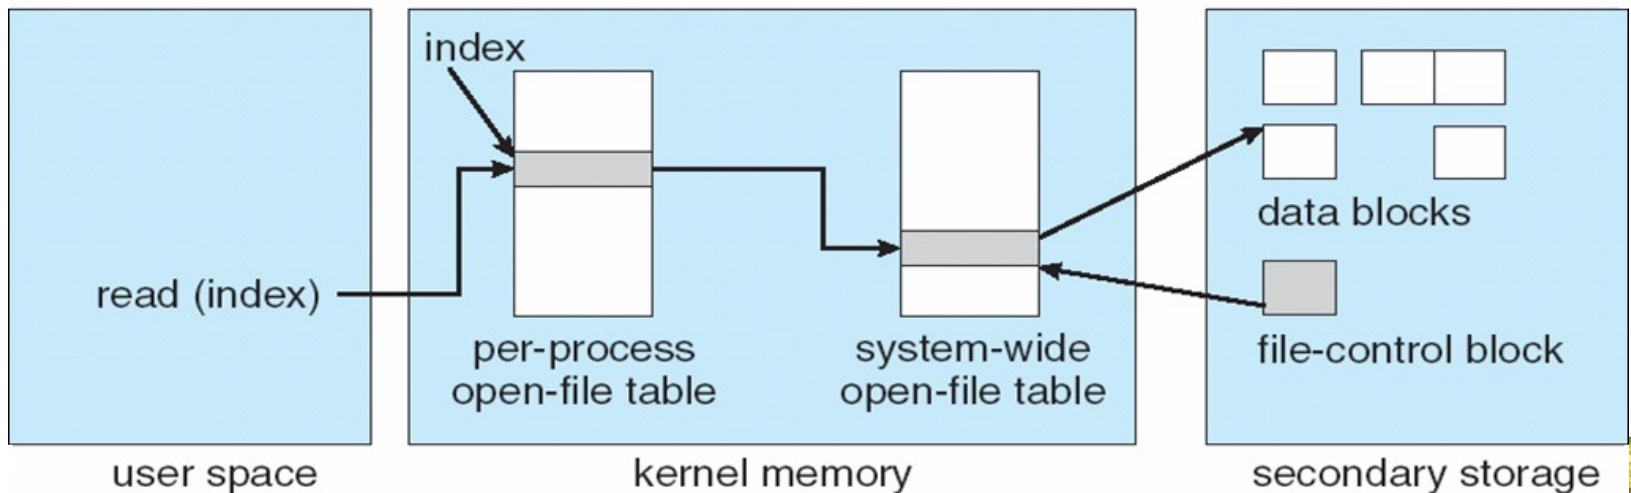 index
read (index)
per-process
open-file table
system-wide
open-file table
data blocks
file-control block
user space
kernel memory
secondary storage